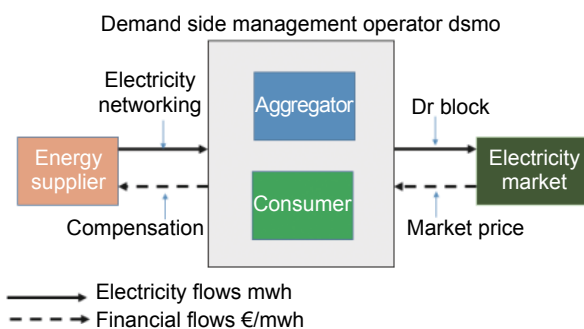 Demand side management operator dsmo
Electricity
networking
Aggregator
Dr block
Energy
supplier
Electricity
market
Consumer
Compensation
Market price
Electricity flows mwh
Financial flows €/mwh